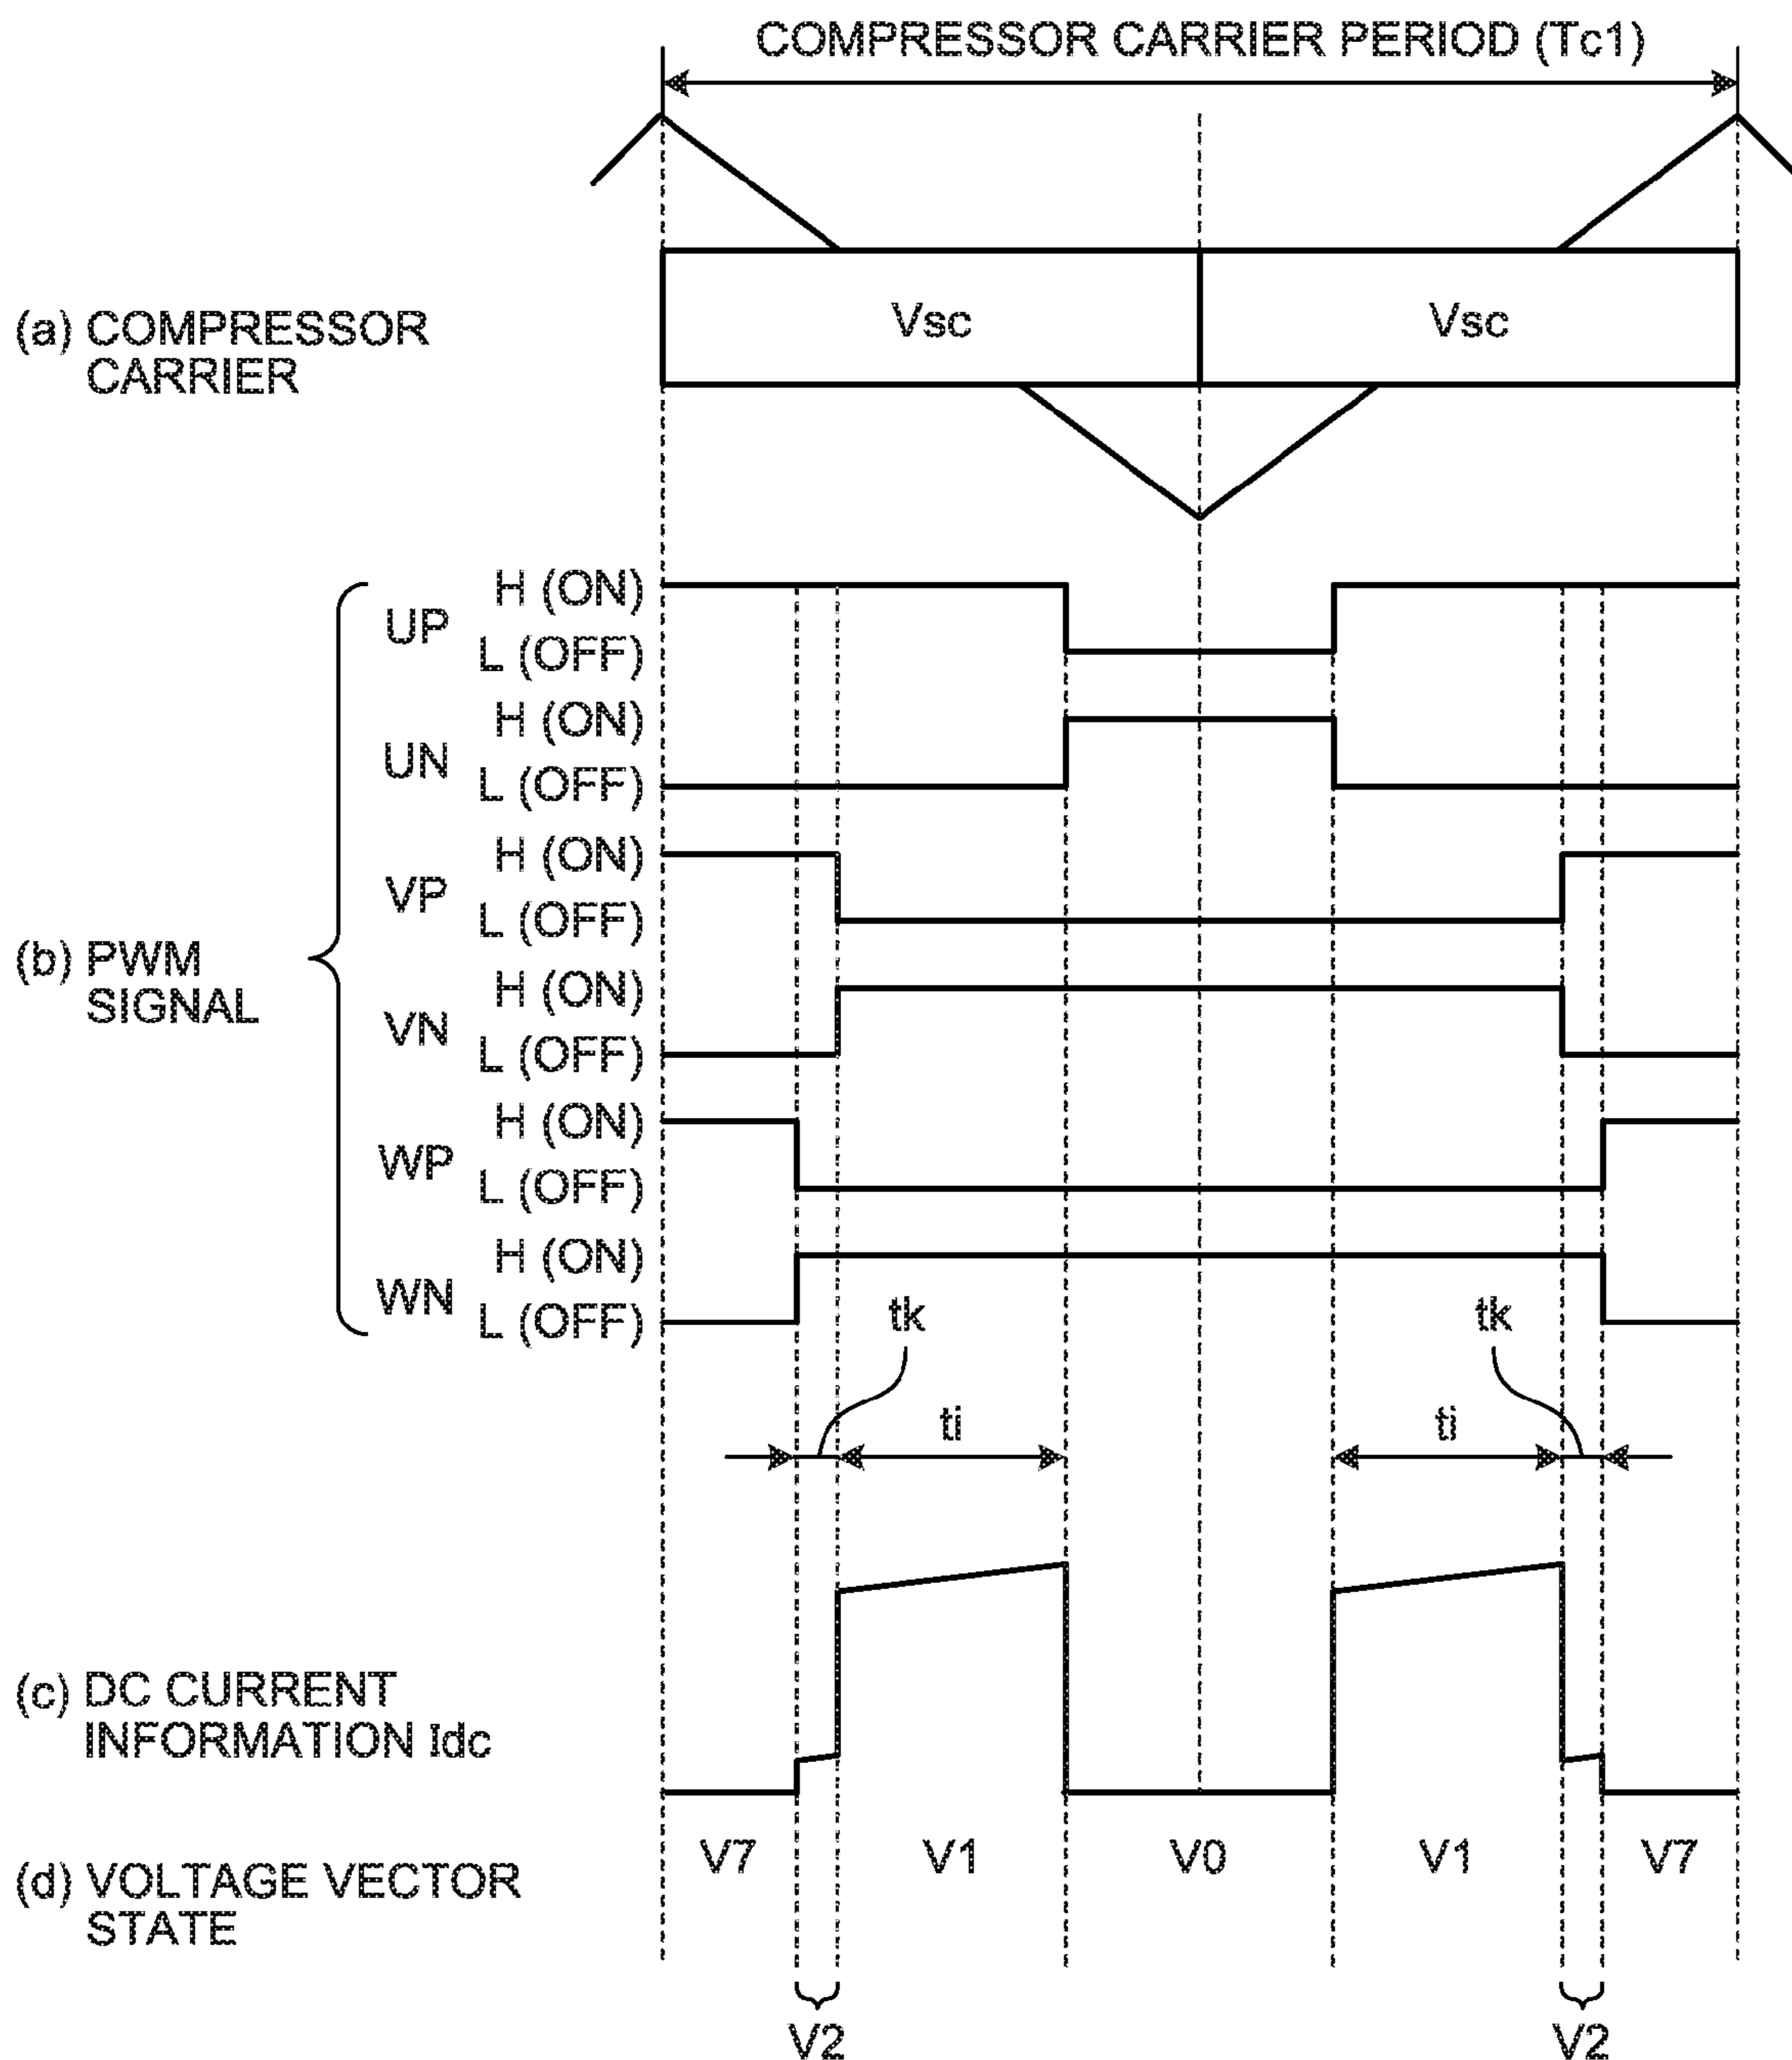 COMPRESSOR CARRIER PERIOD (Tc1)
Vsc Vsc
(a) COMPRESSOR
CARRIER
H (ON)
UP
L (OFF)
H (ON)
UN
L (OFF)
H (ON)
VP
L (OFF)
(b) PWM
SIGNAL
H (ON)
VN
L (OFF)
H (ON)
WP
L (OFF)
H (ON)
WN
L (OFF)
tk tk
ti ti
(c) DC CURRENT
INFORMATION Idc
V7 V1 V0 V1 V7
(d) VOLTAGE VECTOR
STATE
V2 V2